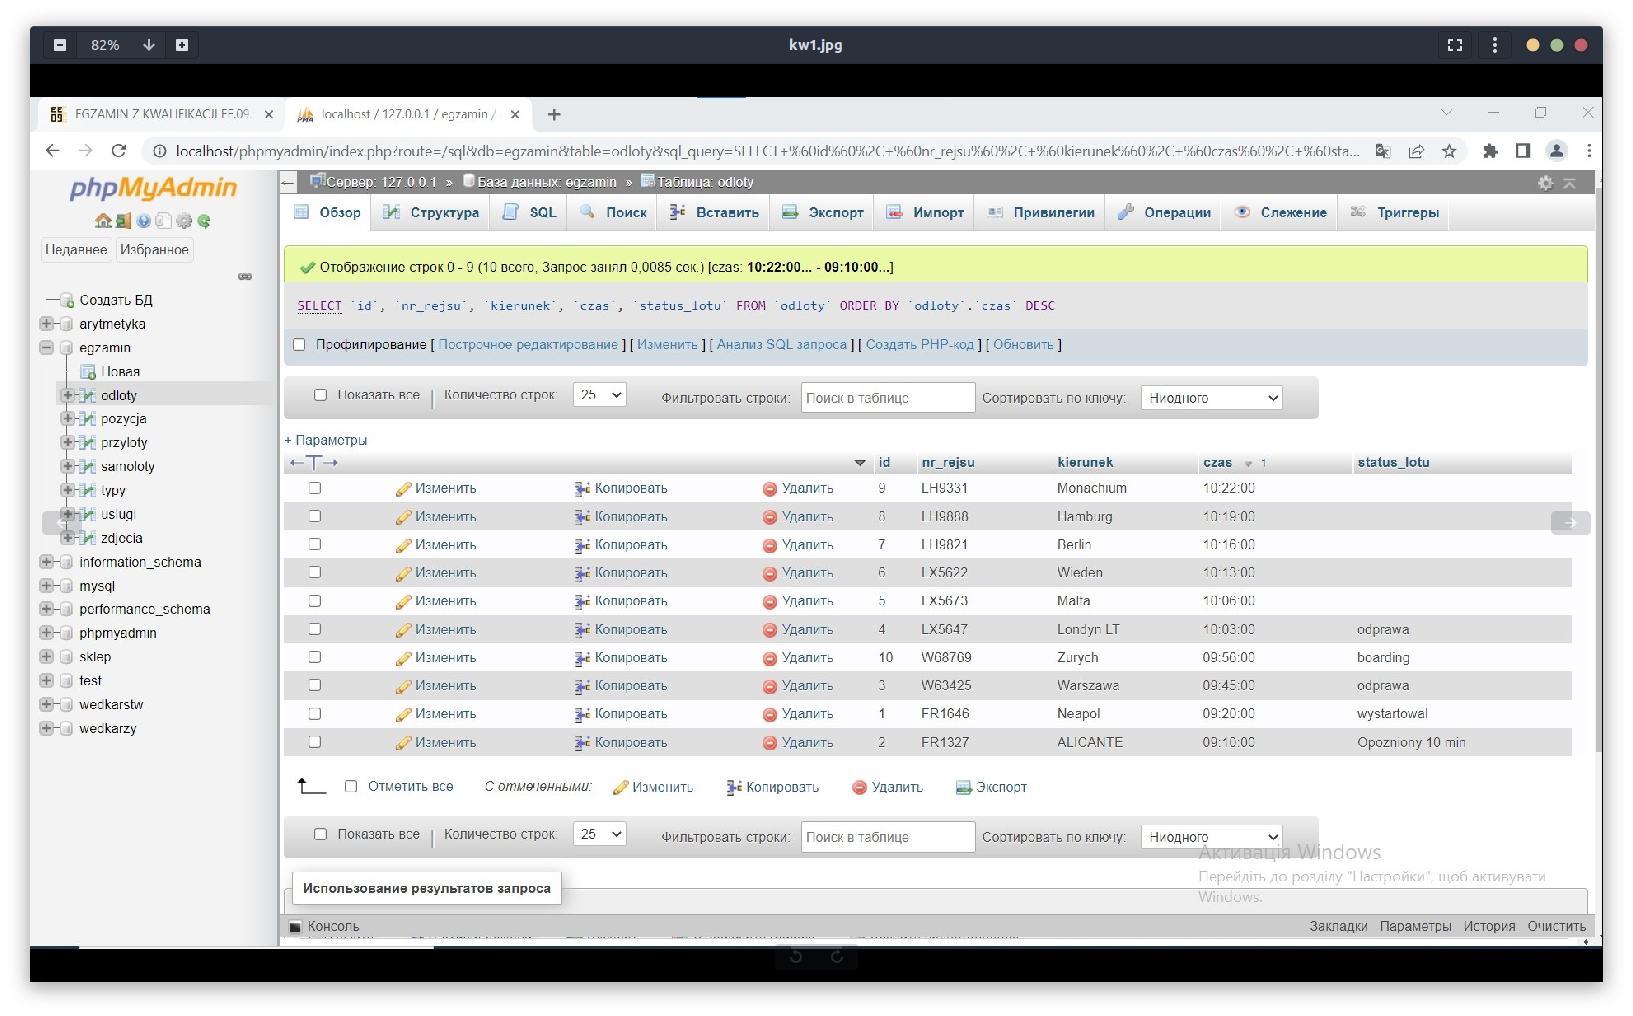 82%
kw1.jpg
EGZAMIN Z KWALIFIKACJI EE.09.
localhost / 127.0.0.1 / egzamin /
localhost/phpmyadmin/index.php?route=/sql&db=egzamin&table=odloty&sql_query=SELECT+%60id%60%2C+%60nr_rejsu%60%2C+%60kierunek%60%2C+%60czas%60%2C+%60sta...
phpMyAdmin
Недавнее Избранное
Создать БД
arytmetyka
egzamin
Новая
odloty
pozycja
przyloty
samoloty
typy
uslugi
zdjecia
information_schema
mysql
performance_schema
phpmyadmin
sklep
test
wedkarstw
wedkarzy
Сервер: 127.0.0.1 » База данных: egzamin » Таблица: odloty
Обзор Структура SQL Поиск Вставить Экспорт Импорт Привилегии Операции Слежение Триггеры
Отображение строк 0 - 9 (10 всего, Запрос занял 0,0085 сек.) [czas: 10:22:00... - 09:10:00...]
SELECT `id`, `nr_rejsu`, `kierunek`, `czas`, `status_lotu` FROM `odloty` ORDER BY `odloty`.`czas` DESC
Профилирование [ Построчное редактирование ] [ Изменить ] [ Анализ SQL запроса ] [ Создать PHP-код ] [ Обновить ]
Показать все | Количество строк: 25 Фильтровать строки: Поиск в таблице Сортировать по ключу: Ниодного
+ Параметры
←T→ id nr_rejsu kierunek czas 1 status_lotu
Изменить Копировать Удалить 9 LH9331 Monachium 10:22:00
Изменить Копировать Удалить 8 LH9888 Hamburg 10:19:00
Изменить Копировать Удалить 7 LH9821 Berlin 10:16:00
Изменить Копировать Удалить 6 LX5622 Wieden 10:13:00
Изменить Копировать Удалить 5 LX5673 Malta 10:06:00
Изменить Копировать Удалить 4 LX5647 Londyn LT 10:03:00 odprawa
Изменить Копировать Удалить 10 W68769 Zurych 09:56:00 boarding
Изменить Копировать Удалить 3 W63425 Warszawa 09:45:00 odprawa
Изменить Копировать Удалить 1 FR1646 Neapol 09:20:00 wystartowal
Изменить Копировать Удалить 2 FR1327 ALICANTE 09:10:00 Opozniony 10 min
Отметить все С отмеченными: Изменить Копировать Удалить Экспорт
Показать все | Количество строк: 25 Фильтровать строки: Поиск в таблице Сортировать по ключу: Ниодного
Активація Windows
Перейдіть до розділу "Настройки", щоб активувати
Windows.
Использование результатов запроса
Консоль
Закладки Параметры История Очистить